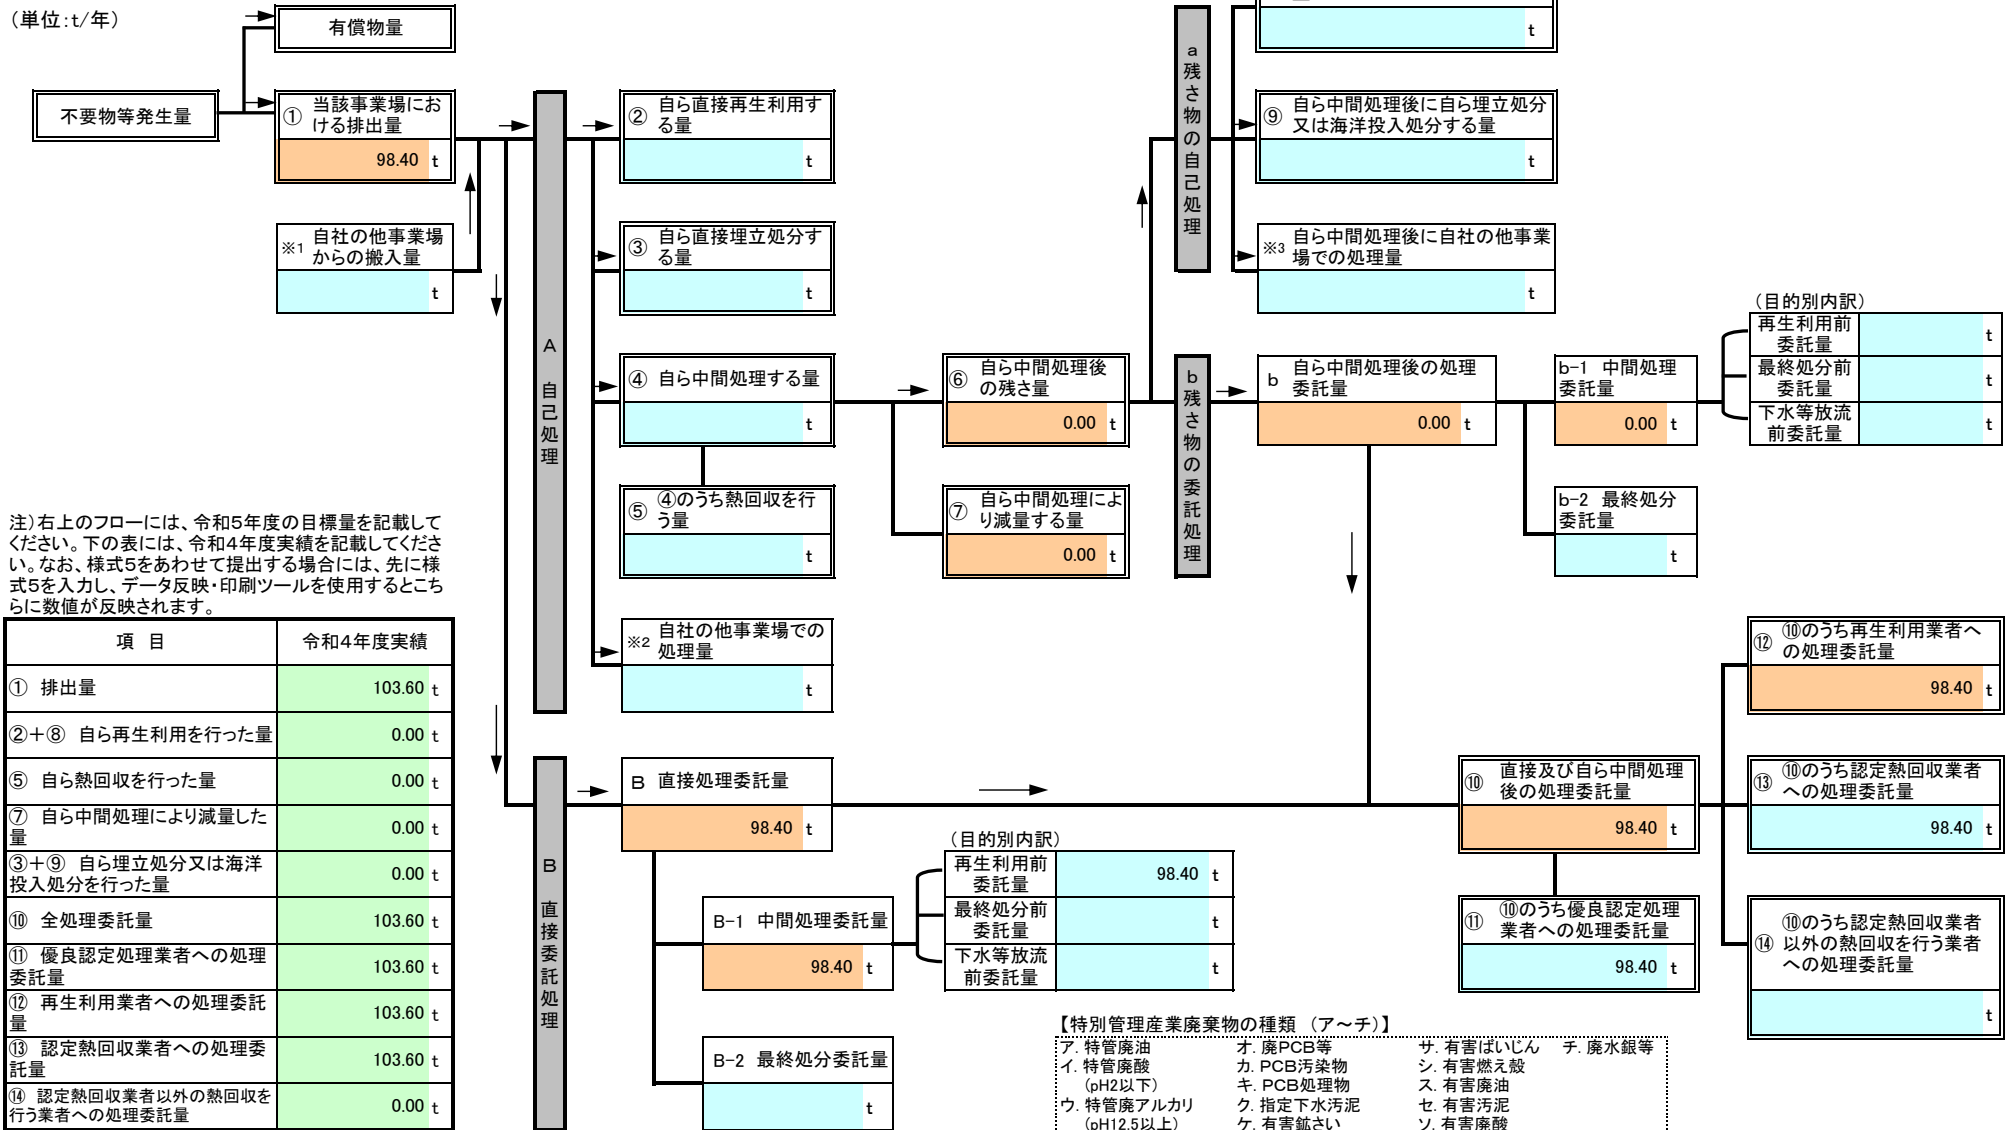 （単位：t/年）
有償物量
不要物等発生量
① 当該事業場にお
ける排出量
98.40 t
※1 自社の他事業場
からの搬入量
t
A 自己処理
② 自ら直接再生利用す
る量
t
③ 自ら直接埋立処分す
る量
t
④ 自ら中間処理する量
t
⑤ ④のうち熱回収を行
う量
t
※2 自社の他事業場での
処理量
t
⑥ 自ら中間処理後
の残さ量
0.00 t
⑦ 自ら中間処理によ
り減量する量
0.00 t
a 残さ物の自己処理
t
⑨ 自ら中間処理後に自ら埋立処分
又は海洋投入処分する量
t
※3 自ら中間処理後に自社の他事業
場での処理量
t
b 残さ物の委託処理
b 自ら中間処理後の処理
委託量
0.00 t
b-1 中間処理
委託量
0.00 t
b-2 最終処分
委託量
t
（目的別内訳）
再生利用前
委託量
t
最終処分前
委託量
t
下水等放流
前委託量
t
注）右上のフローには、令和5年度の目標量を記載して
ください。下の表には、令和4年度実績を記載してくださ
い。なお、様式5をあわせて提出する場合には、先に様
式5を入力し、データ反映・印刷ツールを使用するとこち
らに数値が反映されます。
項 目 令和4年度実績
① 排出量 103.60 t
②＋⑧ 自ら再生利用を行った量 0.00 t
⑤ 自ら熱回収を行った量 0.00 t
⑦ 自ら中間処理により減量した
量 0.00 t
③＋⑨ 自ら埋立処分又は海洋
投入処分を行った量 0.00 t
⑩ 全処理委託量 103.60 t
⑪ 優良認定処理業者への処理
委託量 103.60 t
⑫ 再生利用業者への処理委託
量 103.60 t
⑬ 認定熱回収業者への処理委
託量 103.60 t
⑭ 認定熱回収業者以外の熱回収を
行う業者への処理委託量 0.00 t
B 直接委託処理
B 直接処理委託量
98.40 t
B-1 中間処理委託量
98.40 t
B-2 最終処分委託量
t
（目的別内訳）
再生利用前
委託量
98.40 t
最終処分前
委託量
t
下水等放流
前委託量
t
⑩ 直接及び自ら中間処理
後の処理委託量
98.40 t
⑪ ⑩のうち優良認定処理
業者への処理委託量
98.40 t
⑫ ⑩のうち再生利用業者へ
の処理委託量
98.40 t
⑬ ⑩のうち認定熱回収業者
への処理委託量
98.40 t
⑭ ⑩のうち認定熱回収業者
以外の熱回収を行う業者
への処理委託量
t
【特別管理産業廃棄物の種類 （ア～チ）】
ア. 特管廃油 オ. 廃PCB等 サ. 有害ばいじん チ. 廃水銀等
イ. 特管廃酸 カ. PCB汚染物 シ. 有害燃え殻
（pH2以下） キ. PCB処理物 ス. 有害廃油
ウ. 特管廃アルカリ ク. 指定下水汚泥 セ. 有害汚泥
（pH12.5以上） ケ. 有害鉱さい ソ. 有害廃酸